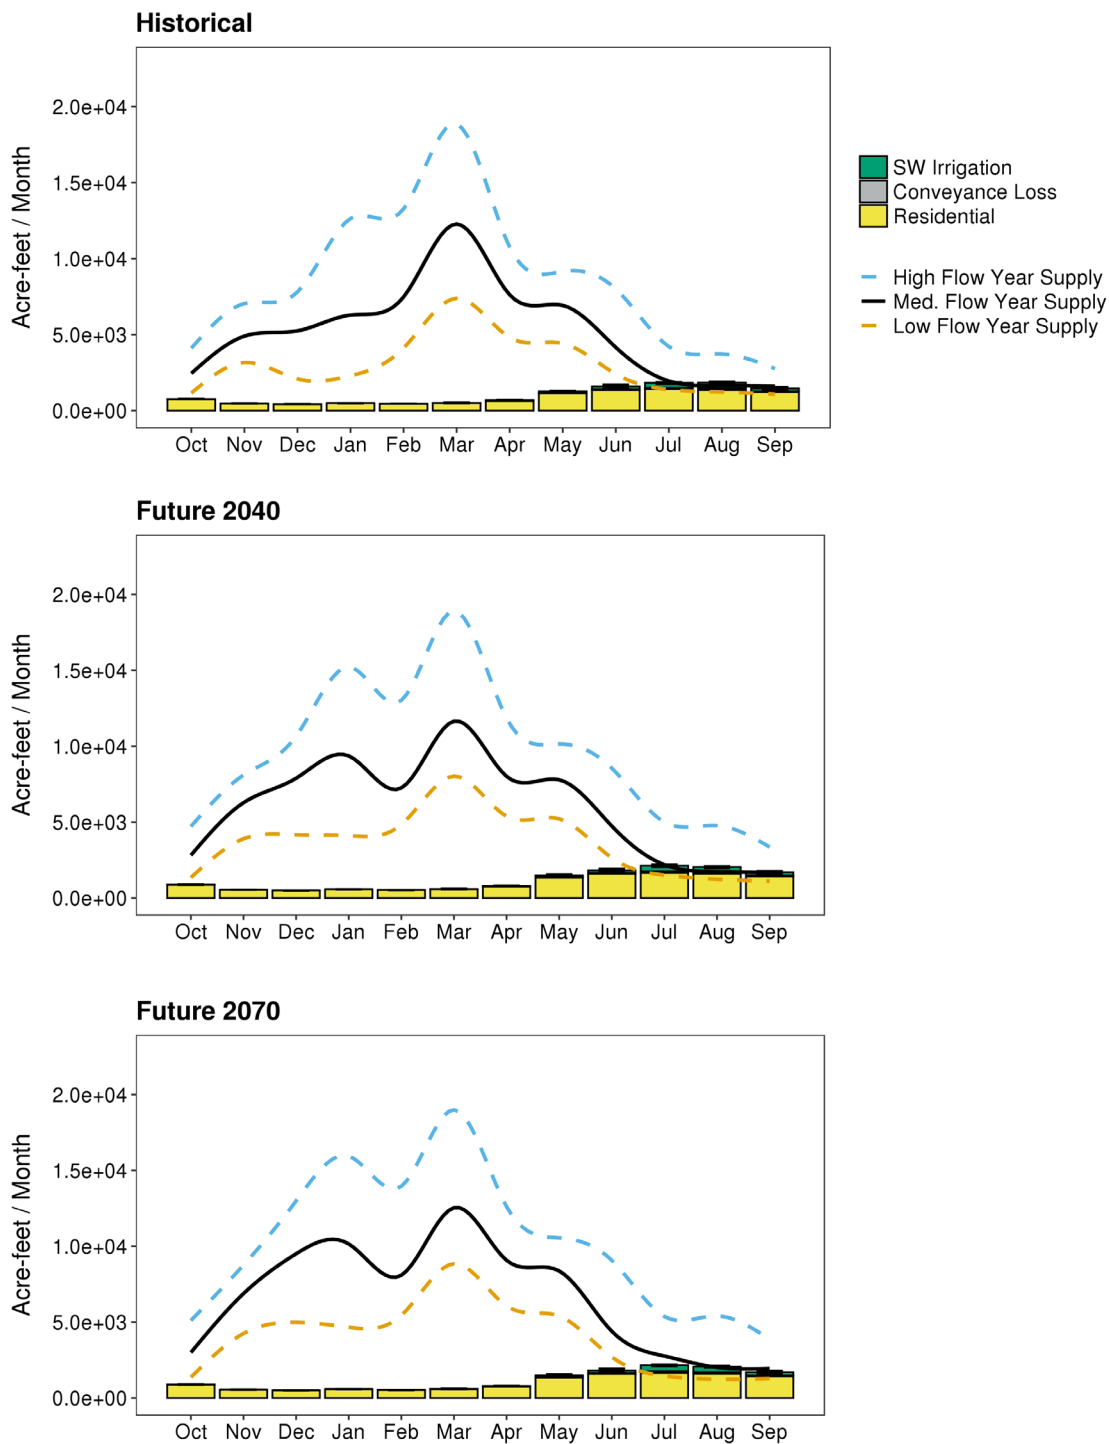 Historical
Acre-feet / Month
2.0e+04
1.5e+04
1.0e+04
5.0e+03
0.0e+00
Oct Nov Dec Jan Feb Mar Apr May Jun Jul Aug Sep
SW Irrigation
Conveyance Loss
Residential
High Flow Year Supply
Med. Flow Year Supply
Low Flow Year Supply
Future 2040
Acre-feet / Month
2.0e+04
1.5e+04
1.0e+04
5.0e+03
0.0e+00
Oct Nov Dec Jan Feb Mar Apr May Jun Jul Aug Sep
Future 2070
Acre-feet / Month
2.0e+04
1.5e+04
1.0e+04
5.0e+03
0.0e+00
Oct Nov Dec Jan Feb Mar Apr May Jun Jul Aug Sep